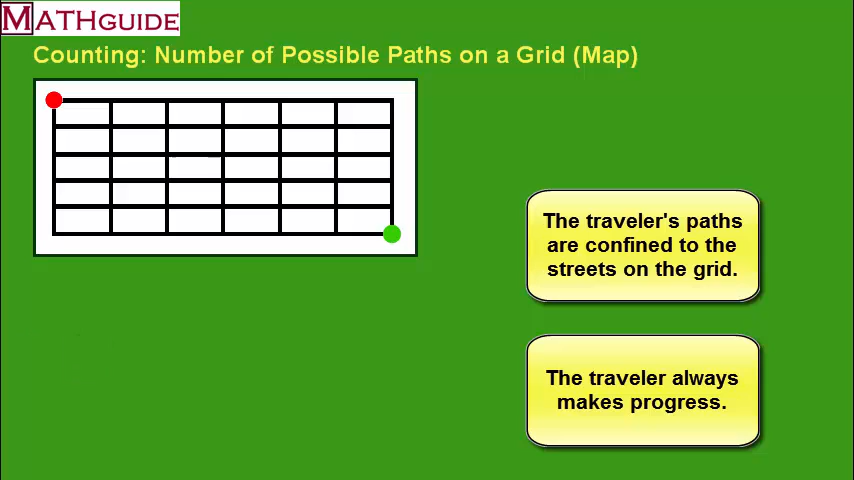 MATHGUIDE
Counting: Number of Possible Paths on a Grid (Map)
The traveler's paths
are confined to the
streets on the grid.
The traveler always
makes progress.